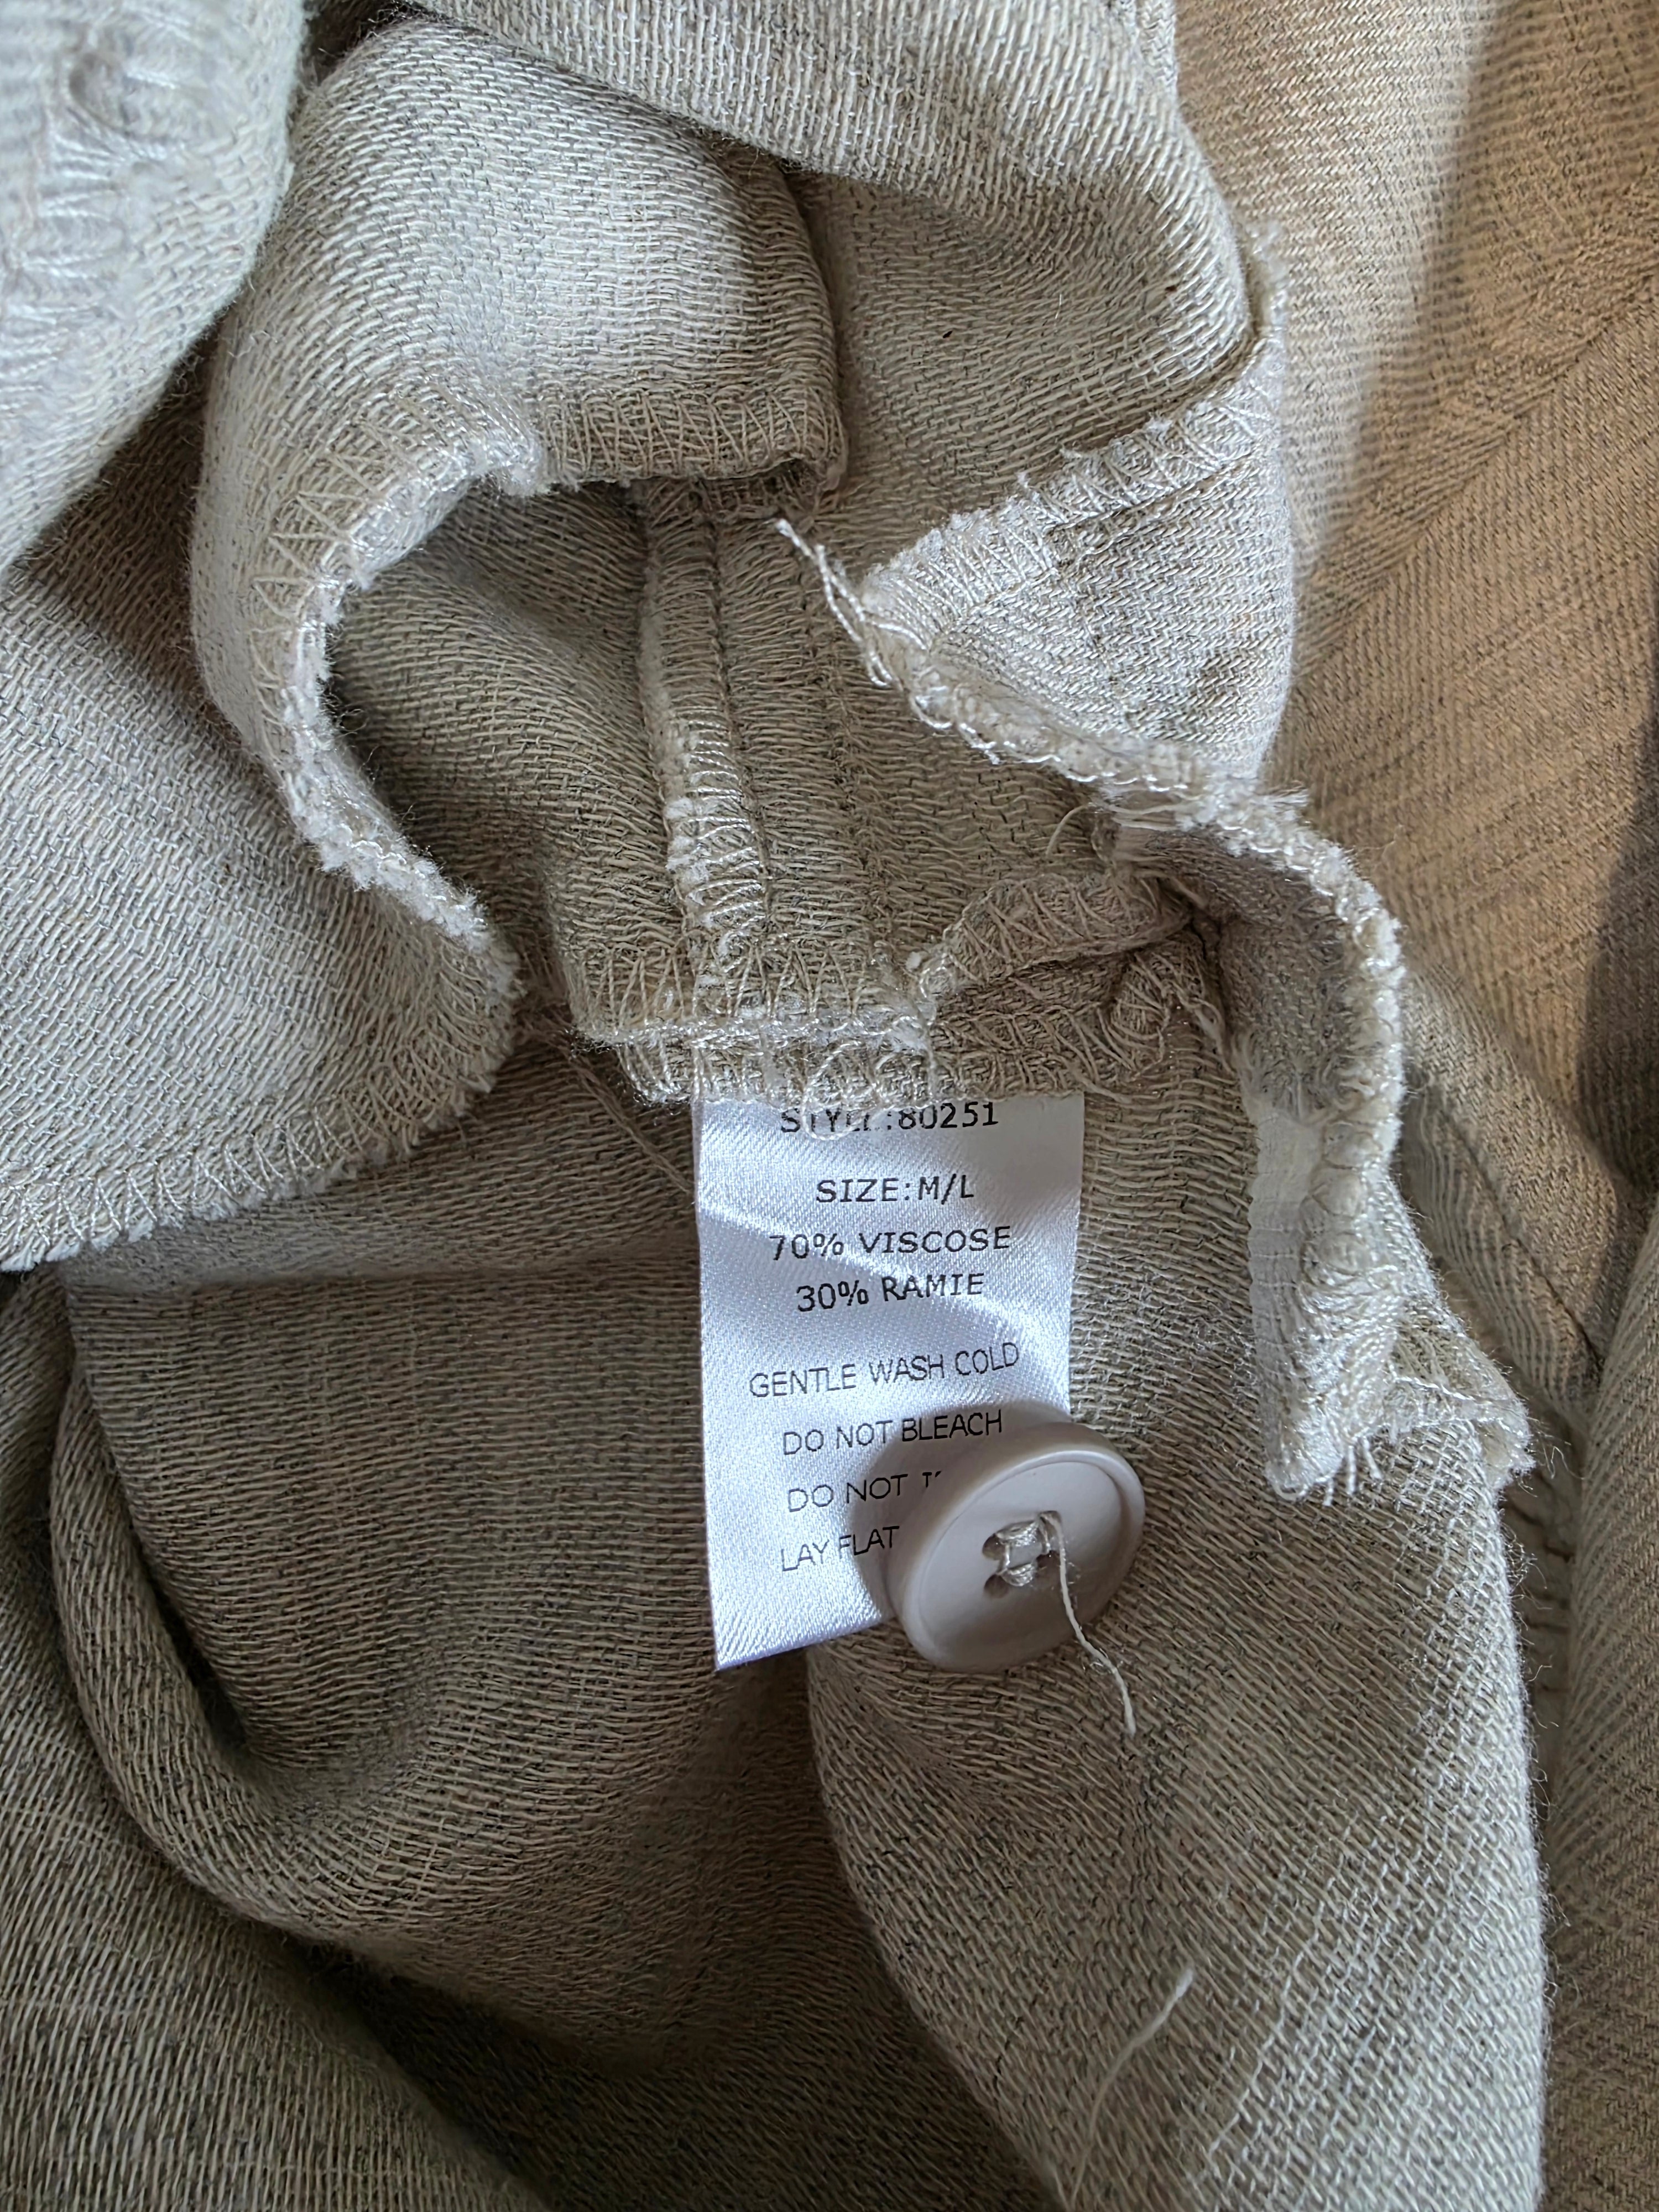 STYLE:80251
SIZE:M/L
70% VISCOSE
30% RAMIE
GENTLE WASH COLD
DO NOT BLEACH
DO NOT
LAY FLAT